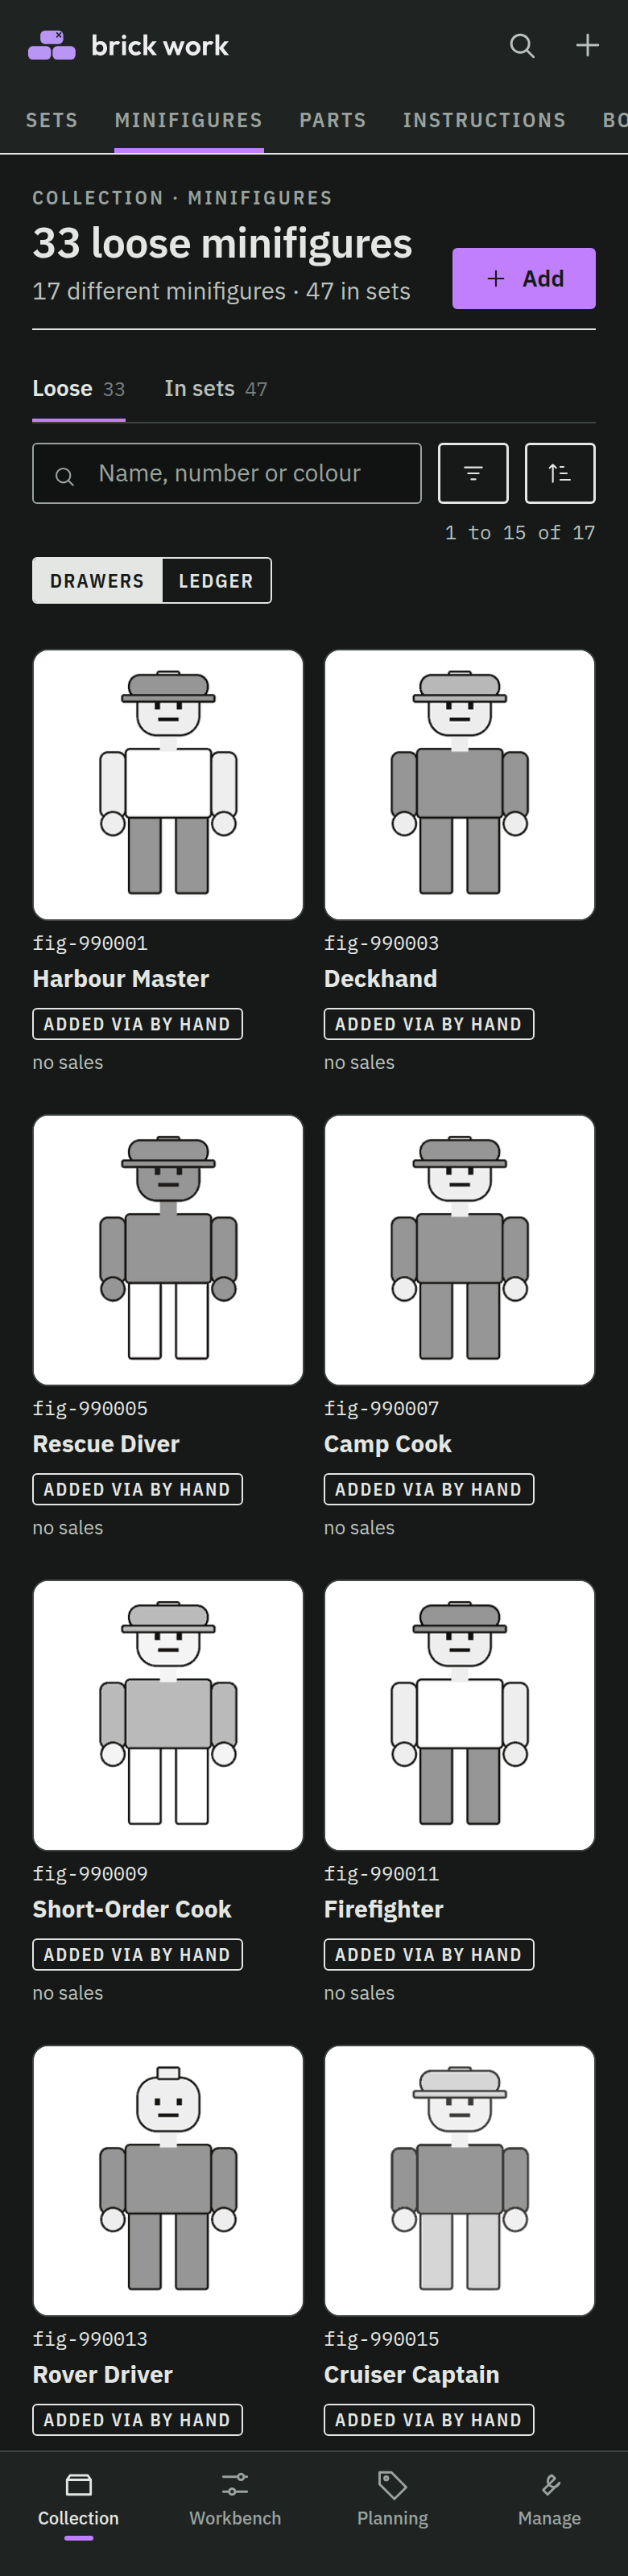 brick work
SETS MINIFIGURES PARTS INSTRUCTIONS BO
COLLECTION · MINIFIGURES
33 loose minifigures
17 different minifigures · 47 in sets
+ Add
Loose 33 In sets 47
Name, number or colour
1 to 15 of 17
DRAWERS LEDGER
fig-990001 fig-990003
Harbour Master Deckhand
ADDED VIA BY HAND ADDED VIA BY HAND
no sales no sales
fig-990005 fig-990007
Rescue Diver Camp Cook
ADDED VIA BY HAND ADDED VIA BY HAND
no sales no sales
fig-990009 fig-990011
Short-Order Cook Firefighter
ADDED VIA BY HAND ADDED VIA BY HAND
no sales no sales
fig-990013 fig-990015
Rover Driver Cruiser Captain
ADDED VIA BY HAND ADDED VIA BY HAND
Collection Workbench Planning Manage